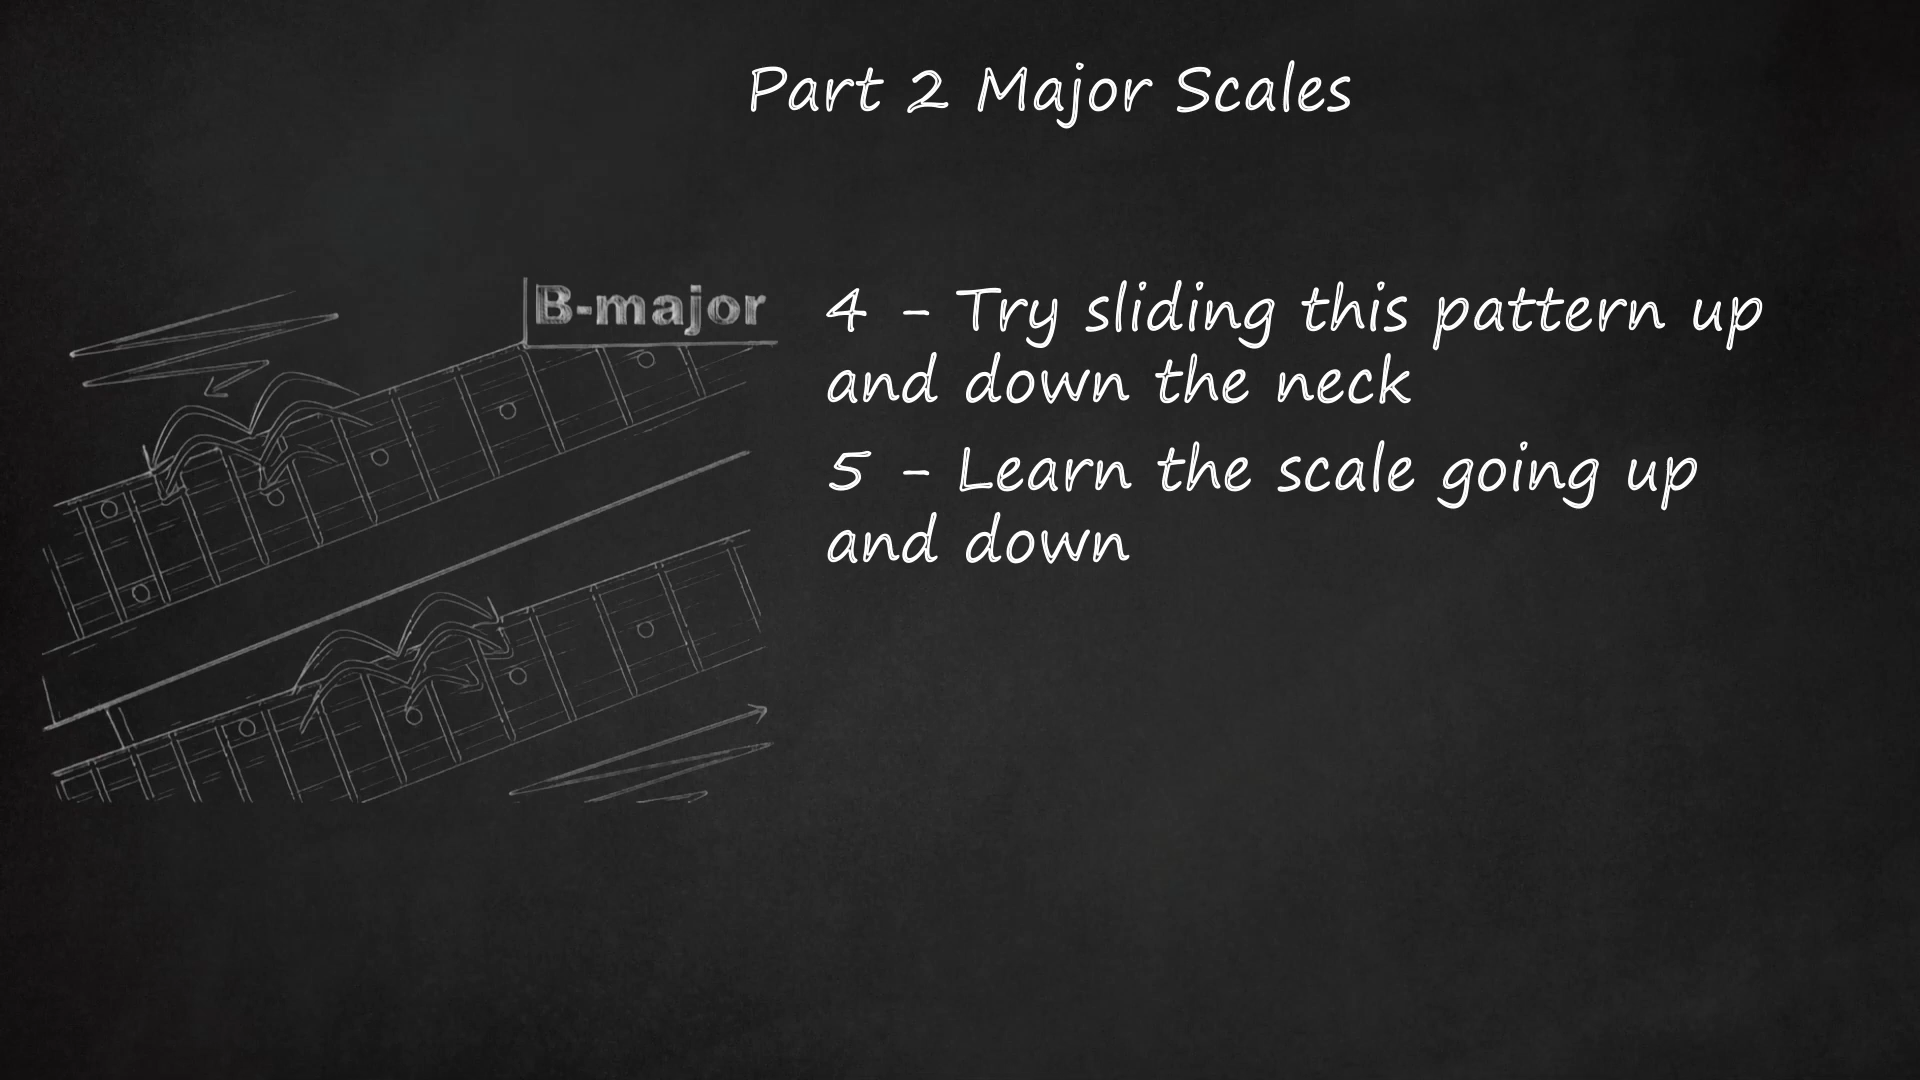 Part 2 Major Scales
B-major
4 - Try sliding this pattern up
and down the neck
5 - Learn the scale going up
and down